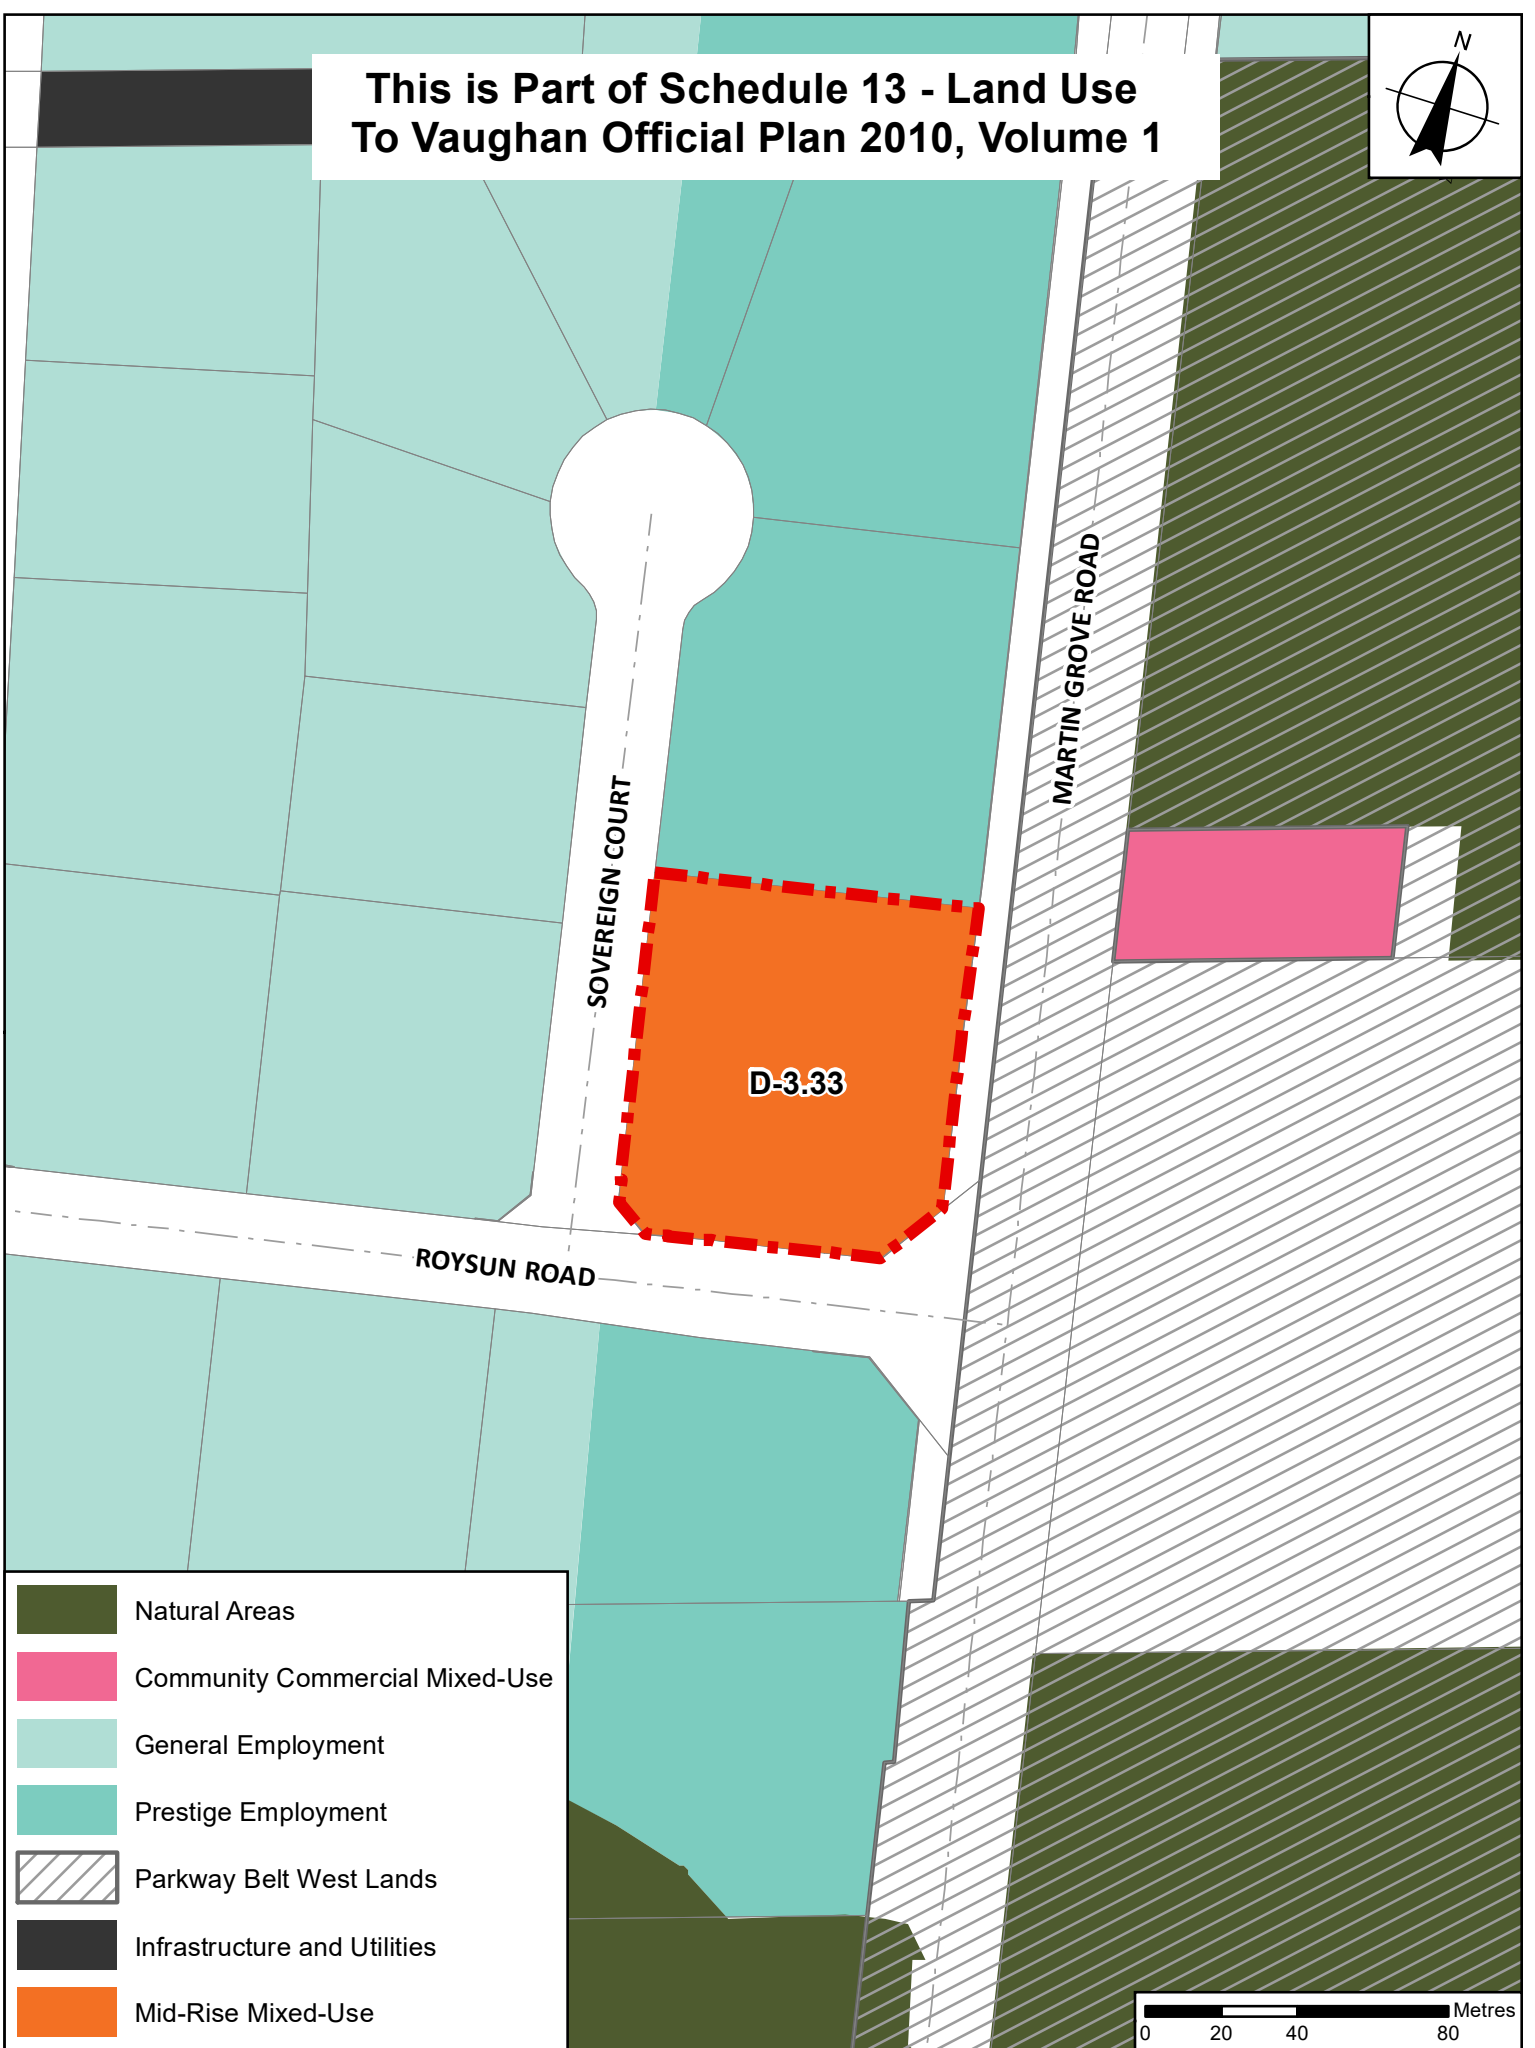 This is Part of Schedule 13 - Land Use
To Vaughan Official Plan 2010, Volume 1
N
MARTIN GROVE ROAD
SOVEREIGN COURT
D-3.33
ROYSUN ROAD
Natural Areas
Community Commercial Mixed-Use
General Employment
Prestige Employment
Parkway Belt West Lands
Infrastructure and Utilities
Mid-Rise Mixed-Use
Metres
0 20 40 80